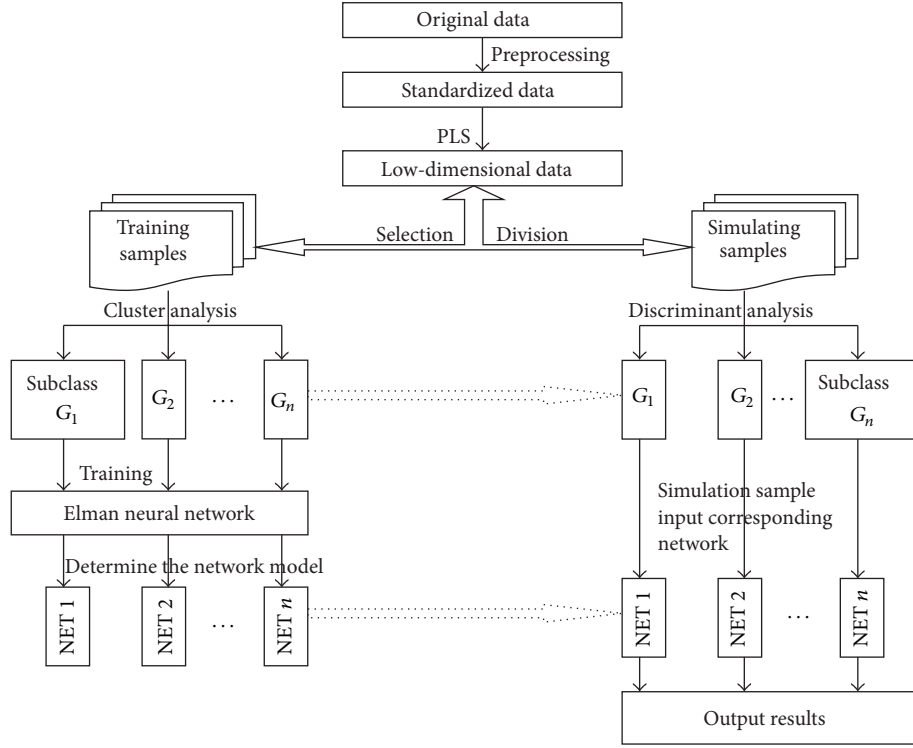 Original data
Preprocessing
Standardized data
PLS
Low-dimensional data
Training
samples
Selection
Division
Simulating
samples
Cluster analysis
Discriminant analysis
Subclass
G₁
G₂
...
Gₙ
G₁
G₂
...
Subclass
Gₙ
Training
Elman neural network
Simulation sample
input corresponding
network
Determine the network model
NET 1
NET 2
...
NET n
NET 1
NET 2
...
NET n
Output results